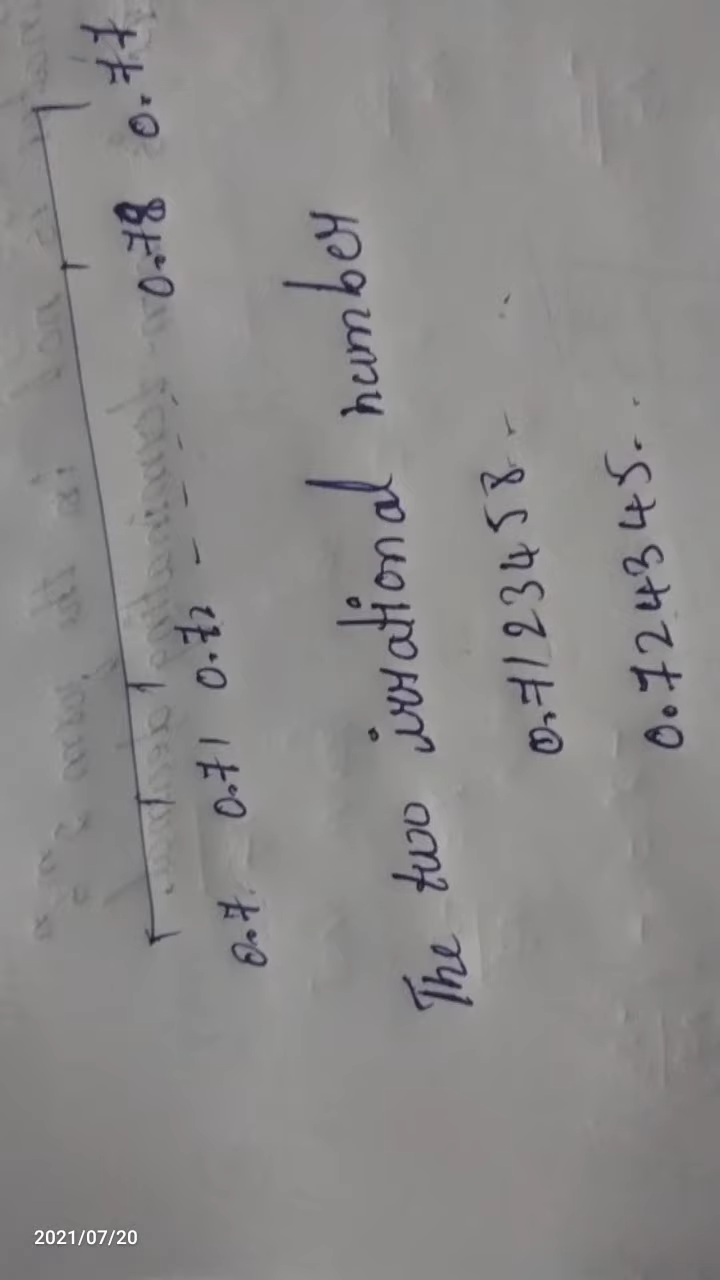 0.7 0.71 0.72 - - - 0.78 0.77
The two irrational number
0.7123458--
0.724345..
2021/07/20